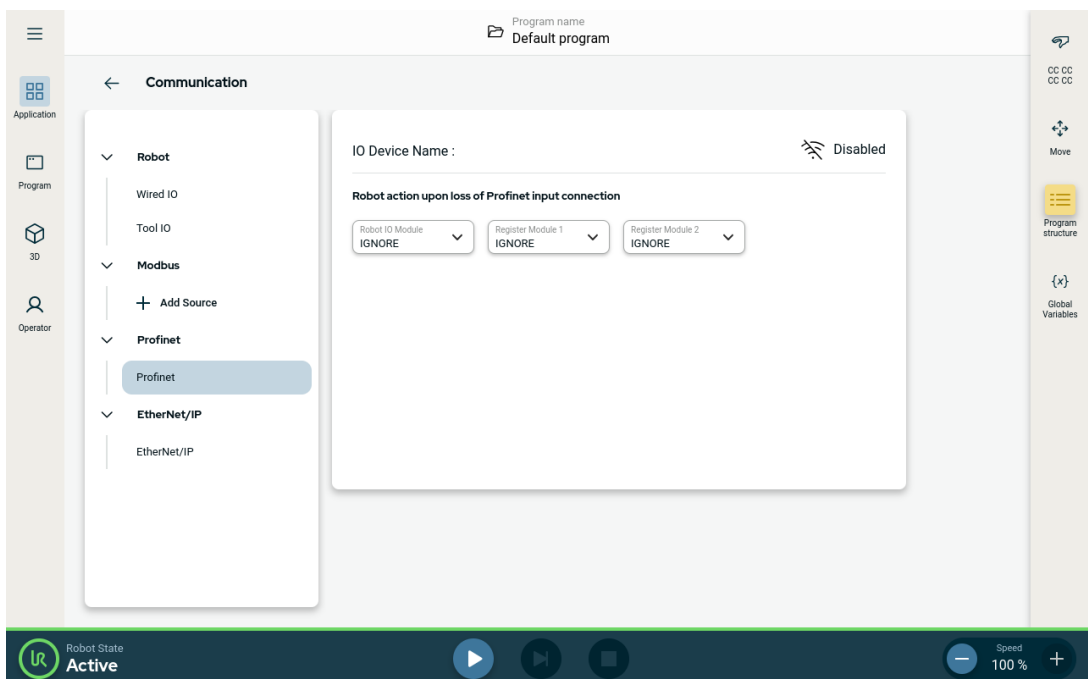 Program name
Default program
Communication
Application
Program
3D
Operator
Robot
Wired IO
Tool IO
Modbus
Add Source
Profinet
Profinet
EtherNet/IP
EtherNet/IP
IO Device Name :
Disabled
Robot action upon loss of Profinet input connection
Robot IO Module
IGNORE
Register Module 1
IGNORE
Register Module 2
IGNORE
CC CC
CC CC
Move
Program
structure
{x}
Global
Variables
UR
Robot State
Active
Speed
100 %